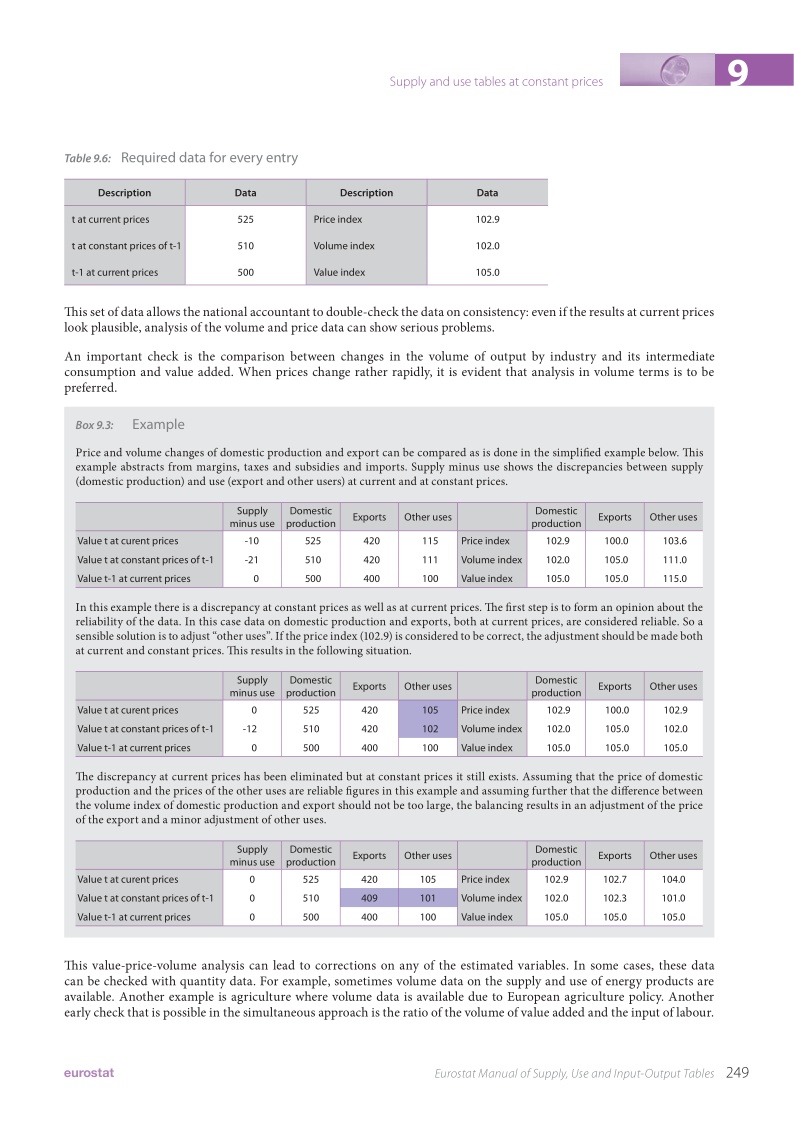 Supply and use tables at constant prices
9
Table 9.6: Required data for every entry
Description Data Description Data
t at current prices 525 Price index 102.9
t at constant prices of t-1 510 Volume index 102.0
t-1 at current prices 500 Value index 105.0
This set of data allows the national accountant to double-check the data on consistency: even if the results at current prices
look plausible, analysis of the volume and price data can show serious problems.
An important check is the comparison between changes in the volume of output by industry and its intermediate
consumption and value added. When prices change rather rapidly, it is evident that analysis in volume terms is to be
preferred.
Box 9.3: Example
Price and volume changes of domestic production and export can be compared as is done in the simplified example below. This
example abstracts from margins, taxes and subsidies and imports. Supply minus use shows the discrepancies between supply
(domestic production) and use (export and other users) at current and at constant prices.
Supply minus use Domestic production Exports Other uses Domestic production Exports Other uses
Value t at curent prices -10 525 420 115 Price index 102.9 100.0 103.6
Value t at constant prices of t-1 -21 510 420 111 Volume index 102.0 105.0 111.0
Value t-1 at current prices 0 500 400 100 Value index 105.0 105.0 115.0
In this example there is a discrepancy at constant prices as well as at current prices. The first step is to form an opinion about the
reliability of the data. In this case data on domestic production and exports, both at current prices, are considered reliable. So a
sensible solution is to adjust “other uses”. If the price index (102.9) is considered to be correct, the adjustment should be made both
at current and constant prices. This results in the following situation.
Supply minus use Domestic production Exports Other uses Domestic production Exports Other uses
Value t at curent prices 0 525 420 105 Price index 102.9 100.0 102.9
Value t at constant prices of t-1 -12 510 420 102 Volume index 102.0 105.0 102.0
Value t-1 at current prices 0 500 400 100 Value index 105.0 105.0 105.0
The discrepancy at current prices has been eliminated but at constant prices it still exists. Assuming that the price of domestic
production and the prices of the other uses are reliable figures in this example and assuming further that the difference between
the volume index of domestic production and export should not be too large, the balancing results in an adjustment of the price
of the export and a minor adjustment of other uses.
Supply minus use Domestic production Exports Other uses Domestic production Exports Other uses
Value t at curent prices 0 525 420 105 Price index 102.9 102.7 104.0
Value t at constant prices of t-1 0 510 409 101 Volume index 102.0 102.3 101.0
Value t-1 at current prices 0 500 400 100 Value index 105.0 105.0 105.0
This value-price-volume analysis can lead to corrections on any of the estimated variables. In some cases, these data
can be checked with quantity data. For example, sometimes volume data on the supply and use of energy products are
available. Another example is agriculture where volume data is available due to European agriculture policy. Another
early check that is possible in the simultaneous approach is the ratio of the volume of value added and the input of labour.
eurostat Eurostat Manual of Supply, Use and Input-Output Tables 249